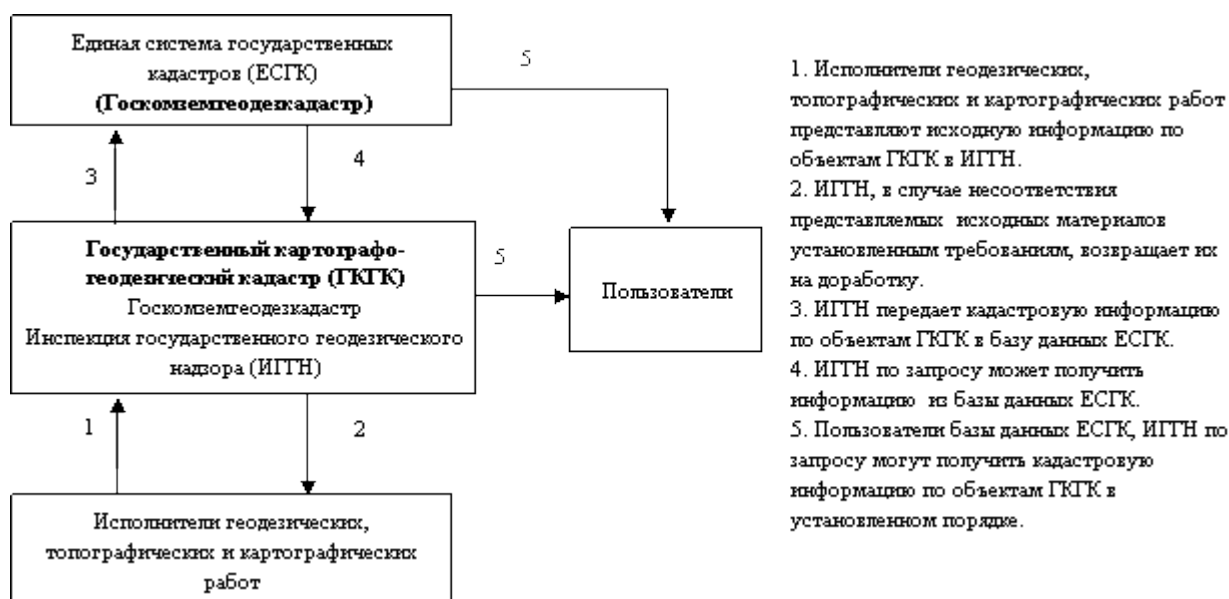 Единая система государственных
кадастров (ЕСГК)
(Госкомземгеодезкадастр)
5
3
4
Государственный картографо-
геодезический кадастр (ГКГК)
Госкомземгеодезкадастр
Инспекция государственного геодезического
надзора (ИГГН)
5
Пользователи
1
2
Исполнители геодезических,
топографических и картографических
работ
1. Исполнители геодезических,
топографических и картографических работ
представляют исходную информацию по
объектам ГКГК в ИГГН.
2. ИГГН, в случае несоответствия
представляемых исходных материалов
установленным требованиям, возвращает их
на доработку.
3. ИГГН передает кадастровую информацию
по объектам ГКГК в базу данных ЕСГК.
4. ИГГН по запросу может получить
информацию из базы данных ЕСГК.
5. Пользователи базы данных ЕСГК, ИГГН по
запросу могут получить кадастровую
информацию по объектам ГКГК в
установленном порядке.